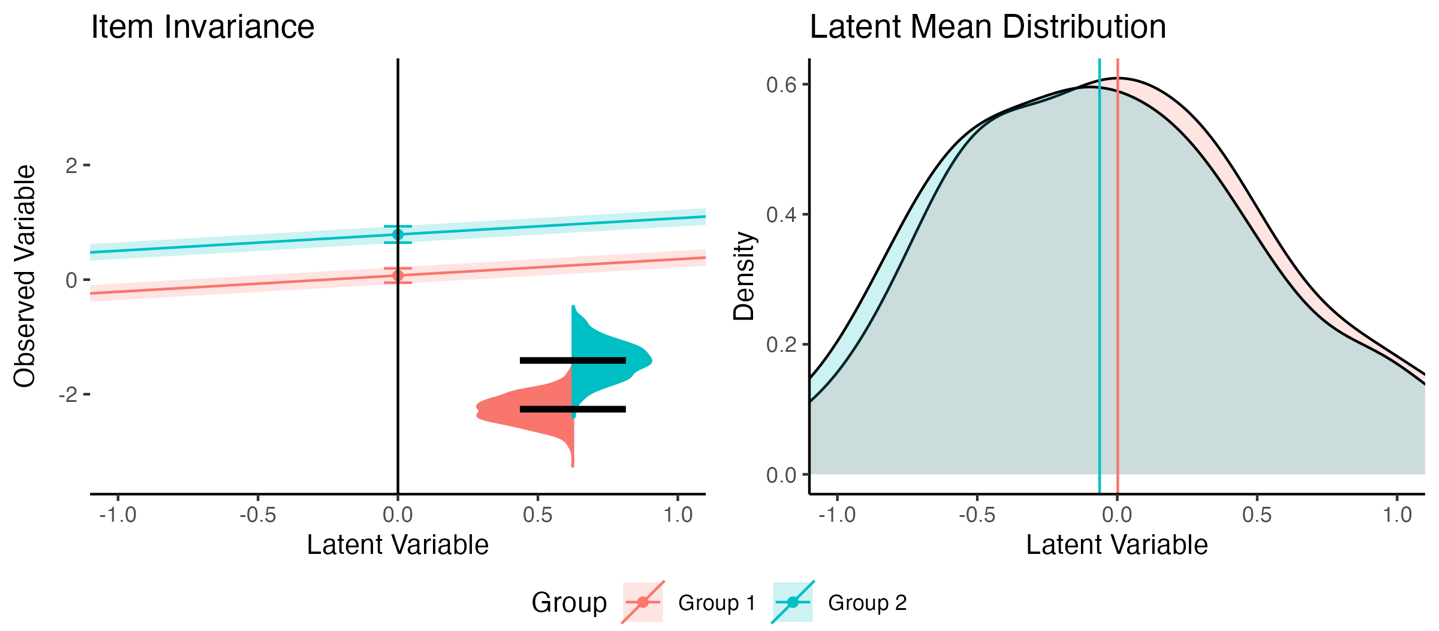 Item Invariance
Observed Variable
2
0
-2
-1.0
-0.5
0.0
0.5
1.0
Latent Variable
Latent Mean Distribution
Density
0.6
0.4
0.2
0.0
-1.0
-0.5
0.0
0.5
1.0
Latent Variable
Group
Group 1
Group 2